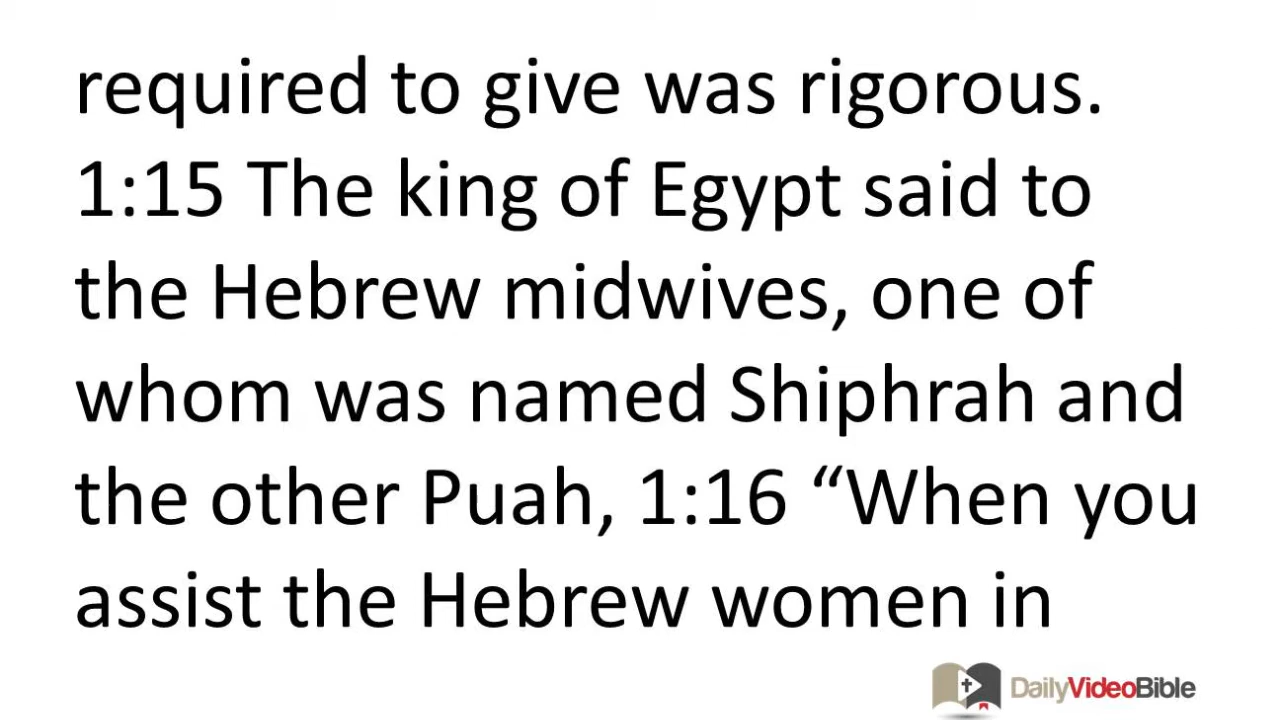 required to give was rigorous.
1:15 The king of Egypt said to
the Hebrew midwives, one of
whom was named Shiphrah and
the other Puah, 1:16 “When you
assist the Hebrew women in
DailyVideoBible